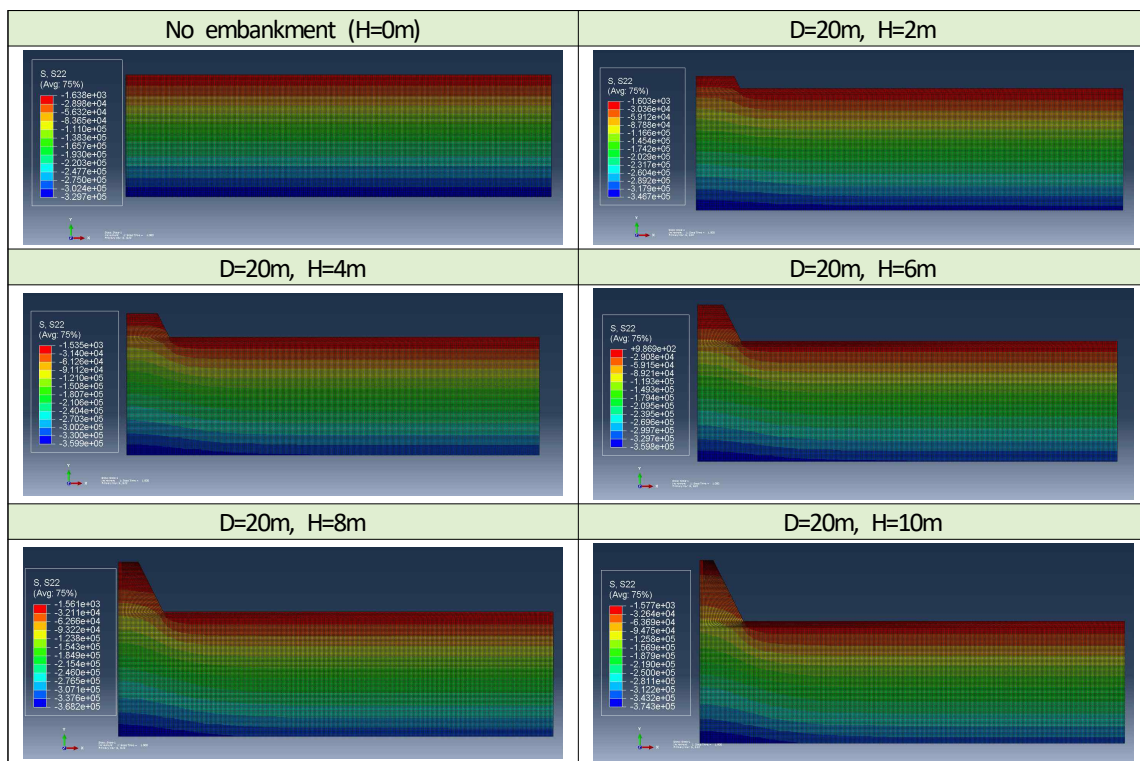 No embankment (H=0m)
D=20m, H=2m
S, S22
(Avg: 75%)
-1.638e+03
-2.898e+04
-5.632e+04
-8.365e+04
-1.110e+05
-1.383e+05
-1.657e+05
-1.930e+05
-2.203e+05
-2.477e+05
-2.750e+05
-3.024e+05
-3.297e+05
Y
X
S, S22
(Avg: 75%)
-1.603e+03
-3.036e+04
-5.912e+04
-8.788e+04
-1.166e+05
-1.454e+05
-1.742e+05
-2.029e+05
-2.317e+05
-2.604e+05
-2.892e+05
-3.179e+05
-3.467e+05
Y
X
D=20m, H=4m
D=20m, H=6m
S, S22
(Avg: 75%)
-1.535e+03
-3.140e+04
-6.126e+04
-9.112e+04
-1.210e+05
-1.508e+05
-1.807e+05
-2.106e+05
-2.404e+05
-2.703e+05
-3.002e+05
-3.300e+05
-3.599e+05
Y
X
S, S22
(Avg: 75%)
+9.869e+02
-2.908e+04
-5.915e+04
-8.921e+04
-1.193e+05
-1.493e+05
-1.794e+05
-2.095e+05
-2.395e+05
-2.696e+05
-2.997e+05
-3.297e+05
-3.598e+05
Y
X
D=20m, H=8m
D=20m, H=10m
S, S22
(Avg: 75%)
-1.561e+03
-3.211e+04
-6.266e+04
-9.322e+04
-1.238e+05
-1.543e+05
-1.849e+05
-2.154e+05
-2.460e+05
-2.765e+05
-3.071e+05
-3.376e+05
-3.682e+05
Y
X
S, S22
(Avg: 75%)
-1.577e+03
-3.264e+04
-6.369e+04
-9.475e+04
-1.258e+05
-1.569e+05
-1.879e+05
-2.190e+05
-2.500e+05
-2.811e+05
-3.122e+05
-3.432e+05
-3.743e+05
Y
X